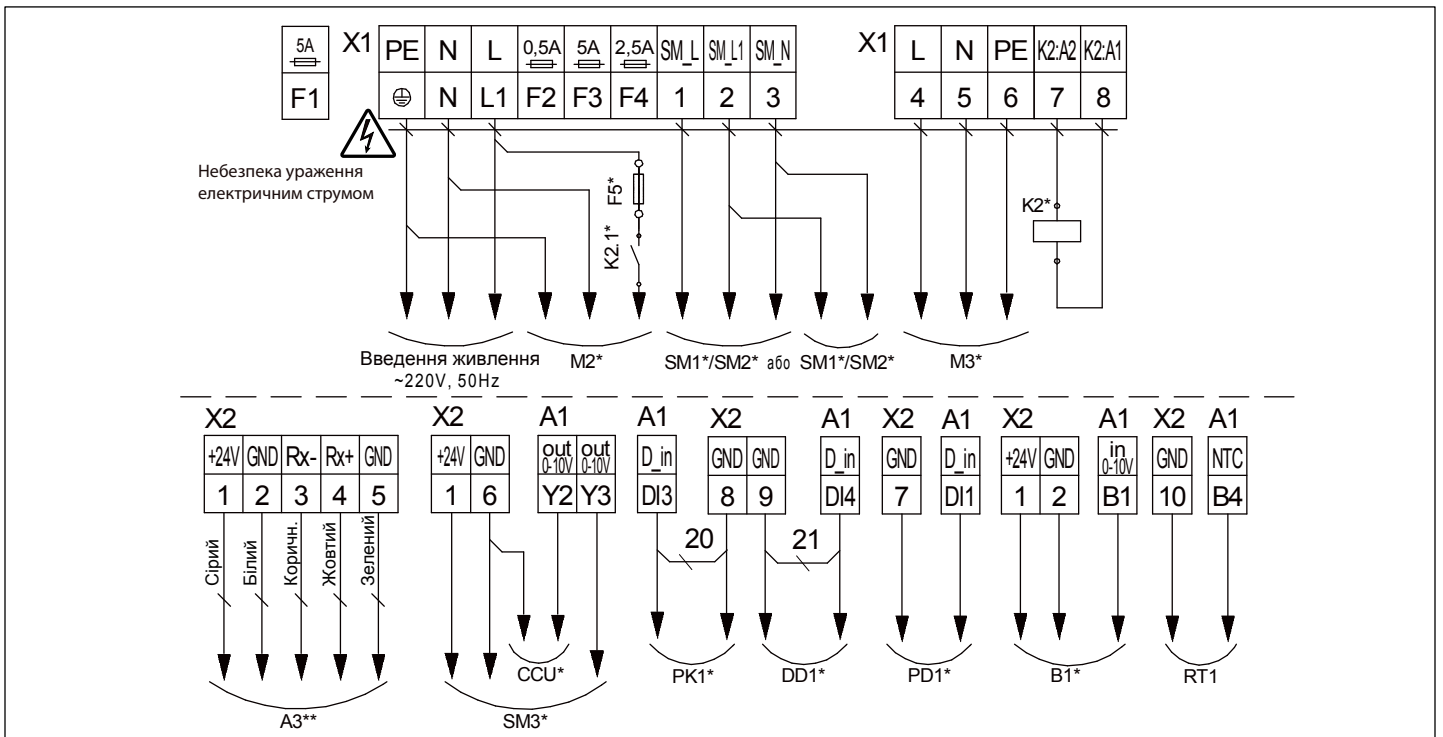 5A X1 PE N L 0,5A 5A 2,5A SM_L SM_L1 SM_N X1 L N PE K2:A2 K2:A1
F1 N L1 F2 F3 F4 1 2 3 4 5 6 7 8
Небезпека ураження
електричним струмом
F5*
K2.1*
K2*
Введення живлення
~220V, 50Hz
M2*
SM1*/SM2* або SM1*/SM2*
M3*
X2 X2 A1 A1 X2 A1 X2 A1 X2 A1 X2 A1
+24V GND Rx- Rx+ GND +24V GND out 0-10V out 0-10V D_in GND GND D_in GND D_in +24V GND in 0-10V GND NTC
1 2 3 4 5 1 6 Y2 Y3 DI3 8 9 DI4 7 DI1 1 2 B1 10 B4
20 21
Сірий
Білий
Коричн.
Жовтий
Зелений
CCU* PK1* DD1* PD1* B1* RT1
A3** SM3*